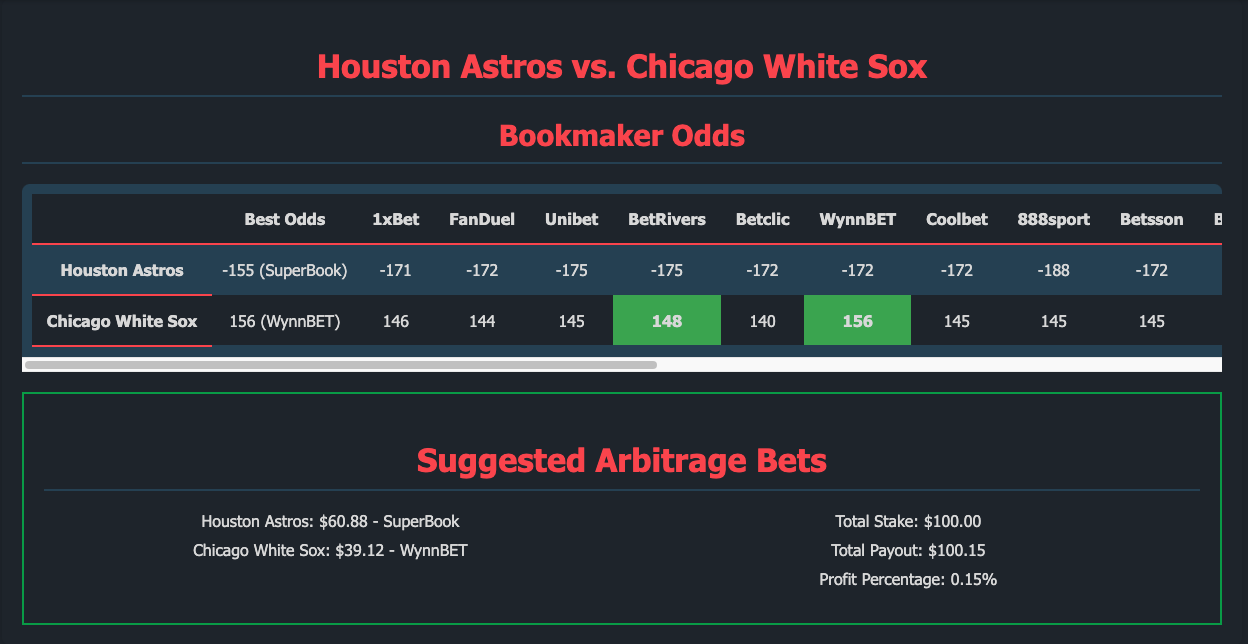 Houston Astros vs. Chicago White Sox
Bookmaker Odds
Best Odds 1xBet FanDuel Unibet BetRivers Betclic WynnBET Coolbet 888sport Betsson B
Houston Astros -155 (SuperBook) -171 -172 -175 -175 -172 -172 -172 -188 -172
Chicago White Sox 156 (WynnBET) 146 144 145 148 140 156 145 145 145
Suggested Arbitrage Bets
Houston Astros: $60.88 - SuperBook
Chicago White Sox: $39.12 - WynnBET
Total Stake: $100.00
Total Payout: $100.15
Profit Percentage: 0.15%